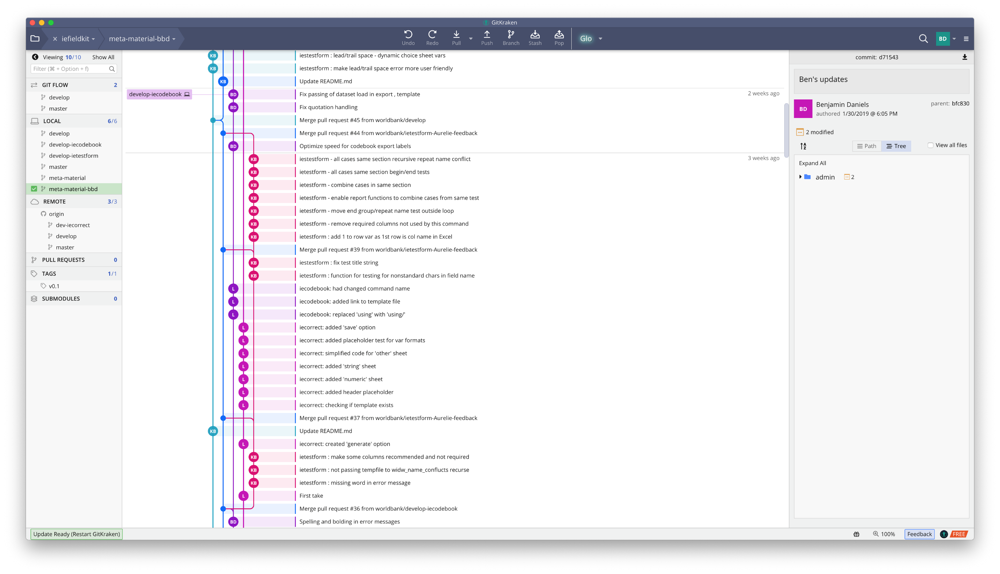 GitKraken
iefieldkit
meta-material-bbd
Undo
Redo
Pull
Push
Branch
Stash
Pop
Glo
BD
Viewing 10/10 Show All
Filter (⌘ + Option + f)
GIT FLOW 2
develop
master
LOCAL 6/6
develop
develop-iecodebook
develop-ietestform
master
meta-material
meta-material-bbd
REMOTE 3/3
origin
dev-iecorrect
develop
master
PULL REQUESTS 0
TAGS 1/1
v0.1
SUBMODULES 0
KB iestestform : lead/trail space - dynamic choice sheet vars
KB iestestform : make lead/trail space error more user friendly
KB Update README.md
develop-iecodebook BD Fix passing of dataset load in export , template 2 weeks ago
BD Fix quotation handling
Merge pull request #45 from worldbank/develop
Merge pull request #44 from worldbank/ietestform-Aurelie-feedback
BD Optimize speed for codebook export labels
KB iestestform - all cases same section recursive repeat name conflict 3 weeks ago
KB ietestform - all cases same section begin/end tests
KB ietestform - combine cases in same section
KB ietestform - enable report functions to combine cases from same test
KB ietestform - move end group/repeat name test outside loop
KB ietestform - remove required columns not used by this command
KB ietestform : add 1 to row var as 1st row is col name in Excel
Merge pull request #39 from worldbank/ietestform-Aurelie-feedback
KB iestestform : fix test title string
KB ietestform : function for testing for nonstandard chars in field name
L iecodebook: had changed command name
L iecodebook: added link to template file
L iecodebook: replaced 'using' with 'using/'
L iecorrect: added 'save' option
L iecorrect: added placeholder test for var formats
L iecorrect: simplified code for 'other' sheet
L iecorrect: added 'string' sheet
L iecorrect: added 'numeric' sheet
L iecorrect: added header placeholder
L iecorrect: checking if template exists
Merge pull request #37 from worldbank/ietestform-Aurelie-feedback
KB Update README.md
L iecorrect: created 'generate' option
KB ietestform : make some columns recommended and not required
KB ietestform : not passing tempfile to widw_name_conflucts recurse
KB ietestform : missing word in error message
L First take
Merge pull request #36 from worldbank/develop-iecodebook
BD Spelling and bolding in error messages
commit: d71543
Ben's updates
BD Benjamin Daniels parent: bfc830
authored 1/30/2019 @ 6:05 PM
2 modified
Path Tree View all files
Expand All
admin 2
Update Ready (Restart GitKraken)
100%
Feedback
FREE